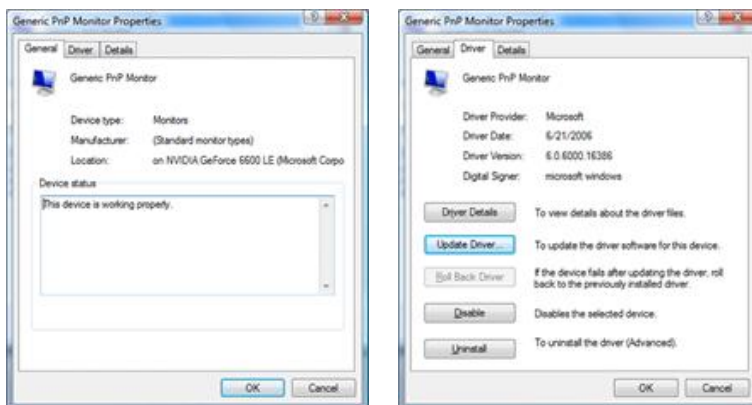 Generic PnP Monitor Properties
General Driver Details
Generic PnP Monitor
Device type: Monitors
Manufacturer: (Standard monitor types)
Location: on NVIDIA GeForce 6600 LE (Microsoft Corpo
Device status
This device is working properly.
OK Cancel
Generic PnP Monitor Properties
General Driver Details
Generic PnP Monitor
Driver Provider: Microsoft
Driver Date: 6/21/2006
Driver Version: 6.0.6000.16386
Digital Signer: microsoft windows
Driver Details To view details about the driver files.
Update Driver... To update the driver software for this device.
Roll Back Driver If the device fails after updating the driver, roll
back to the previously installed driver.
Disable Disables the selected device.
Uninstall To uninstall the driver (Advanced).
OK Cancel